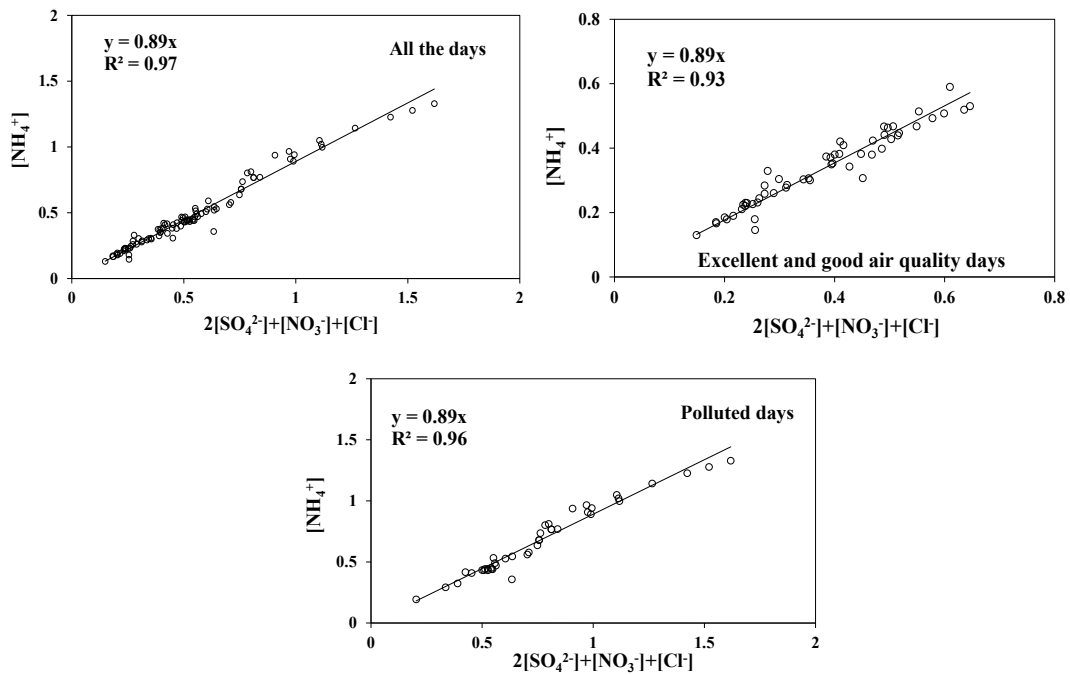 2
1.5
1
0.5
0
0
0.5
1
1.5
2
y = 0.89x
R² = 0.97
All the days
[NH₄⁺]
2[SO₄²⁻]+[NO₃⁻]+[Cl⁻]
0.8
0.6
0.4
0.2
0.0
0
0.2
0.4
0.6
0.8
y = 0.89x
R² = 0.93
Excellent and good air quality days
[NH₄⁺]
2[SO₄²⁻]+[NO₃⁻]+[Cl⁻]
2
1.5
1
0.5
0
0
0.5
1
1.5
2
y = 0.89x
R² = 0.96
Polluted days
[NH₄⁺]
2[SO₄²⁻]+[NO₃⁻]+[Cl⁻]